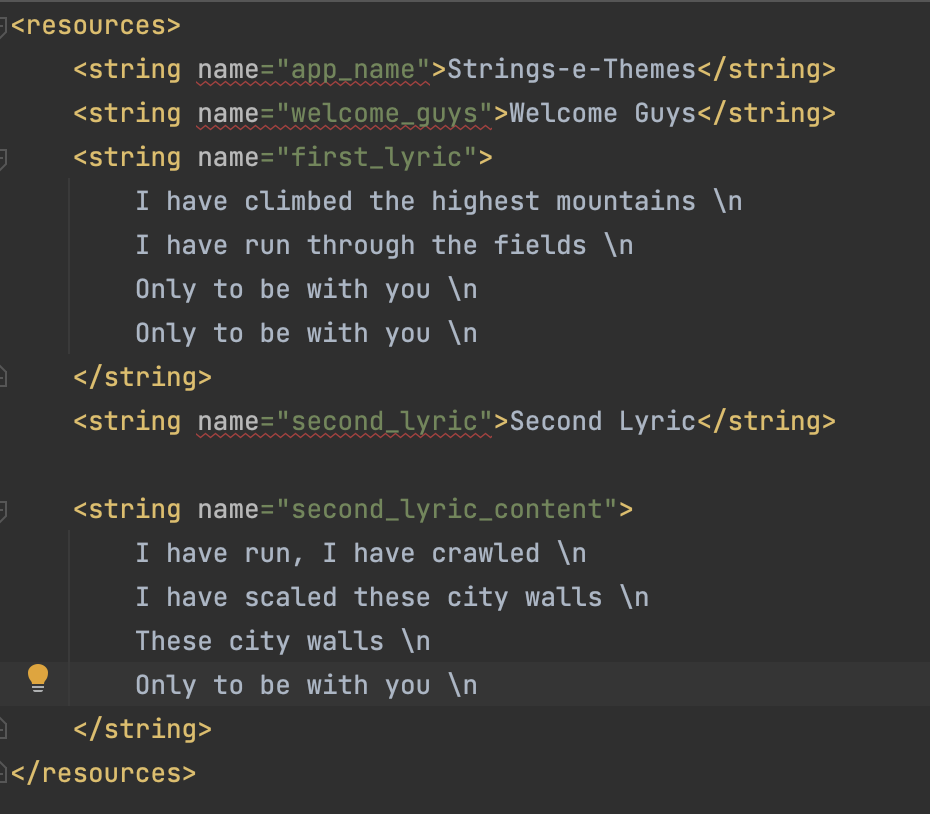 <resources>
    <string name="app_name">Strings-e-Themes</string>
    <string name="welcome_guys">Welcome Guys</string>
    <string name="first_lyric">
        I have climbed the highest mountains \n
        I have run through the fields \n
        Only to be with you \n
        Only to be with you \n
    </string>
    <string name="second_lyric">Second Lyric</string>

    <string name="second_lyric_content">
        I have run, I have crawled \n
        I have scaled these city walls \n
        These city walls \n
        Only to be with you \n
    </string>
</resources>